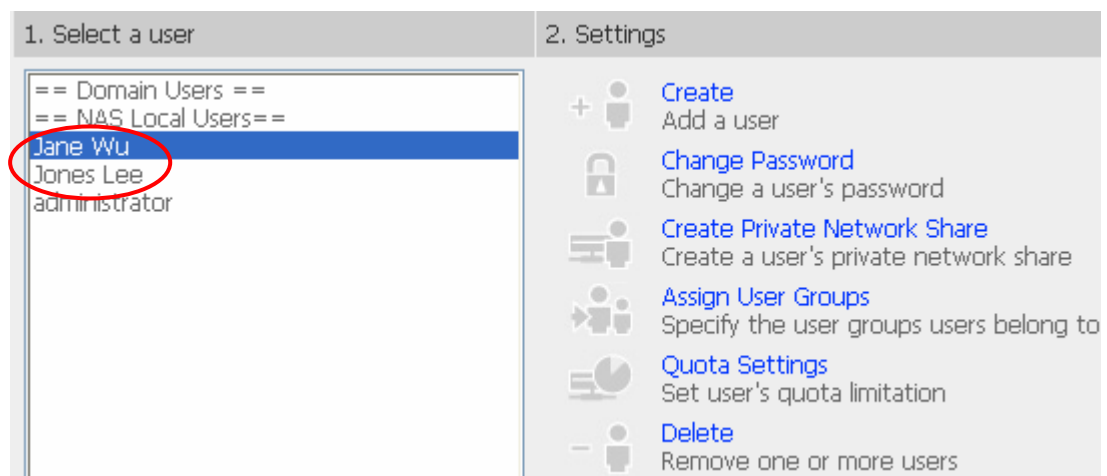 1. Select a user
== Domain Users ==
== NAS Local Users==
Jane Wu
Jones Lee
administrator
2. Settings
Create
Add a user
Change Password
Change a user's password
Create Private Network Share
Create a user's private network share
Assign User Groups
Specify the user groups users belong to
Quota Settings
Set user's quota limitation
Delete
Remove one or more users